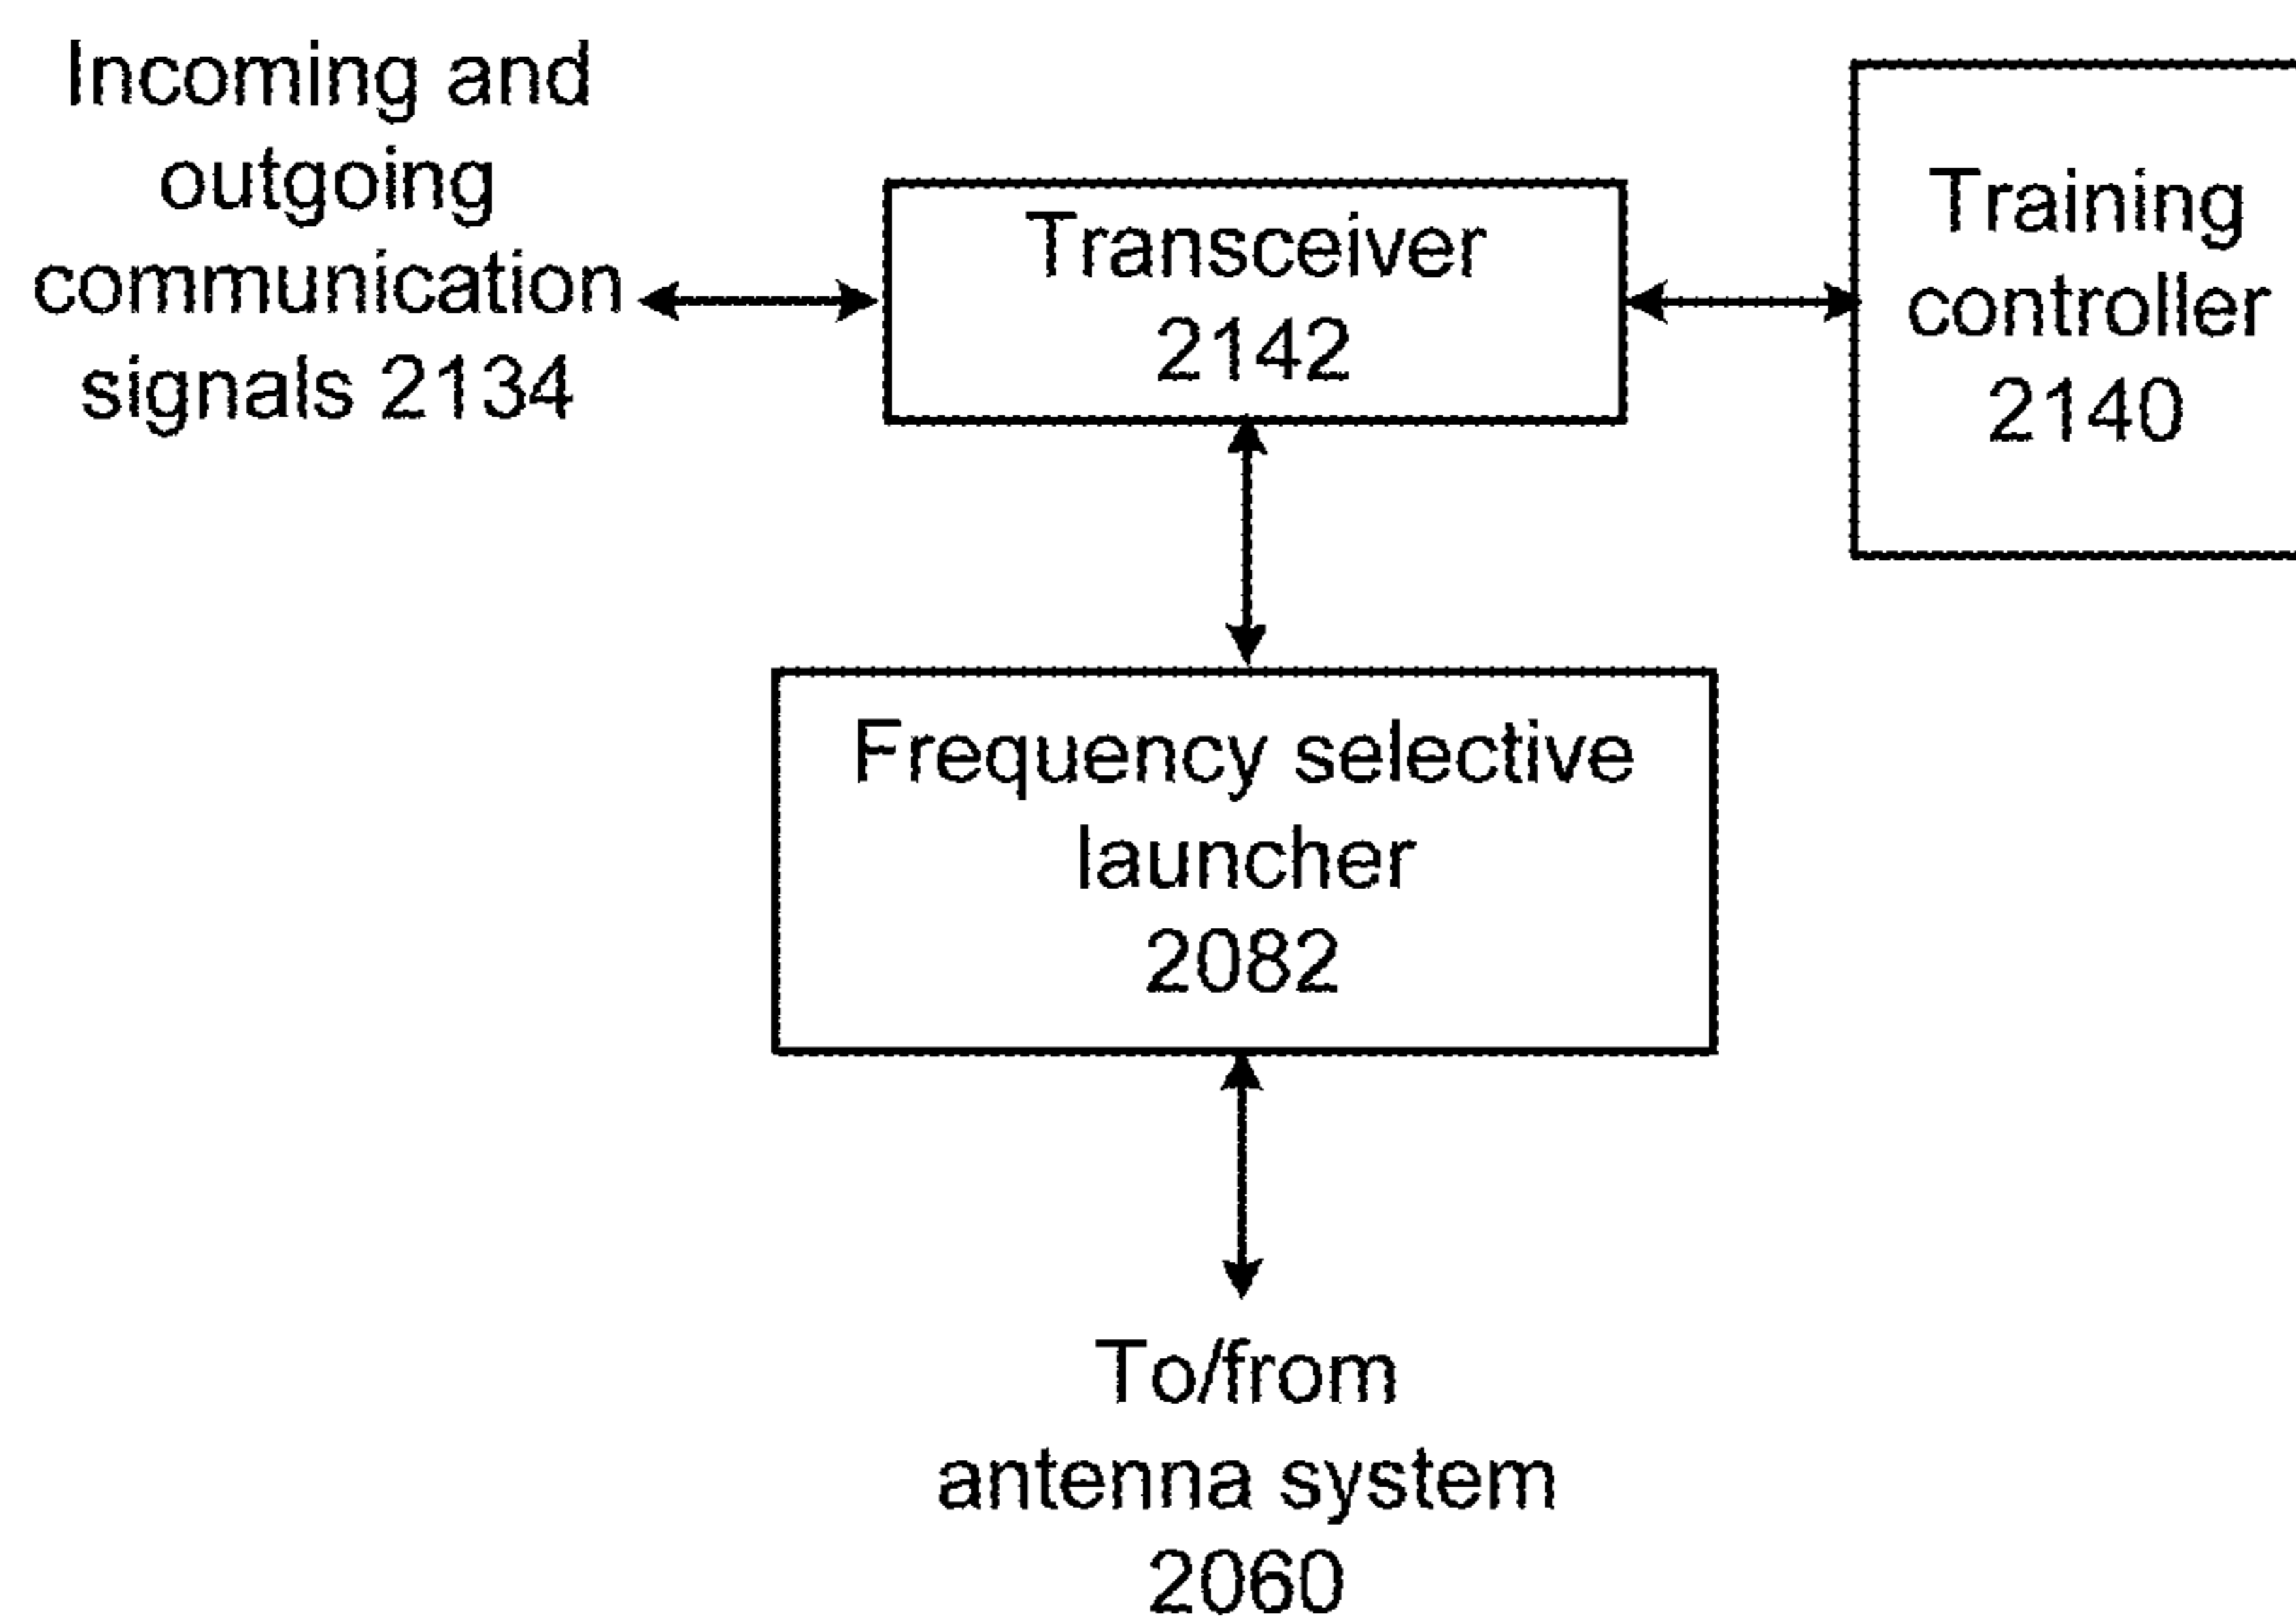 Incoming and
outgoing
communication
signals 2134
Transceiver
2142
Training
controller
2140
Frequency selective
launcher
2082
To/from
antenna system
2060